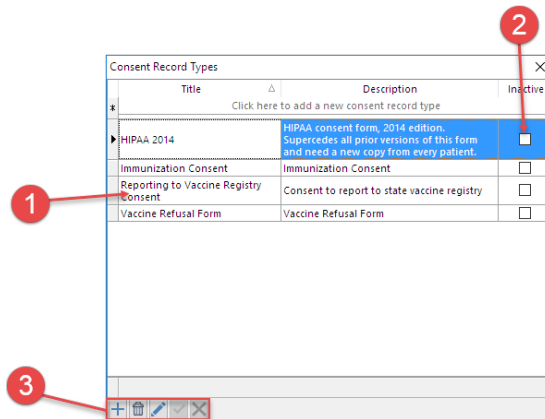 2
Consent Record Types
Title Description Inactive
Click here to add a new consent record type
HIPAA 2014
HIPAA consent form, 2014 edition.
Supercedes all prior versions of this form
and need a new copy from every patient.
Immunization Consent Immunization Consent
Reporting to Vaccine Registry
Consent
Consent to report to state vaccine registry
1
Vaccine Refusal Form Vaccine Refusal Form
3